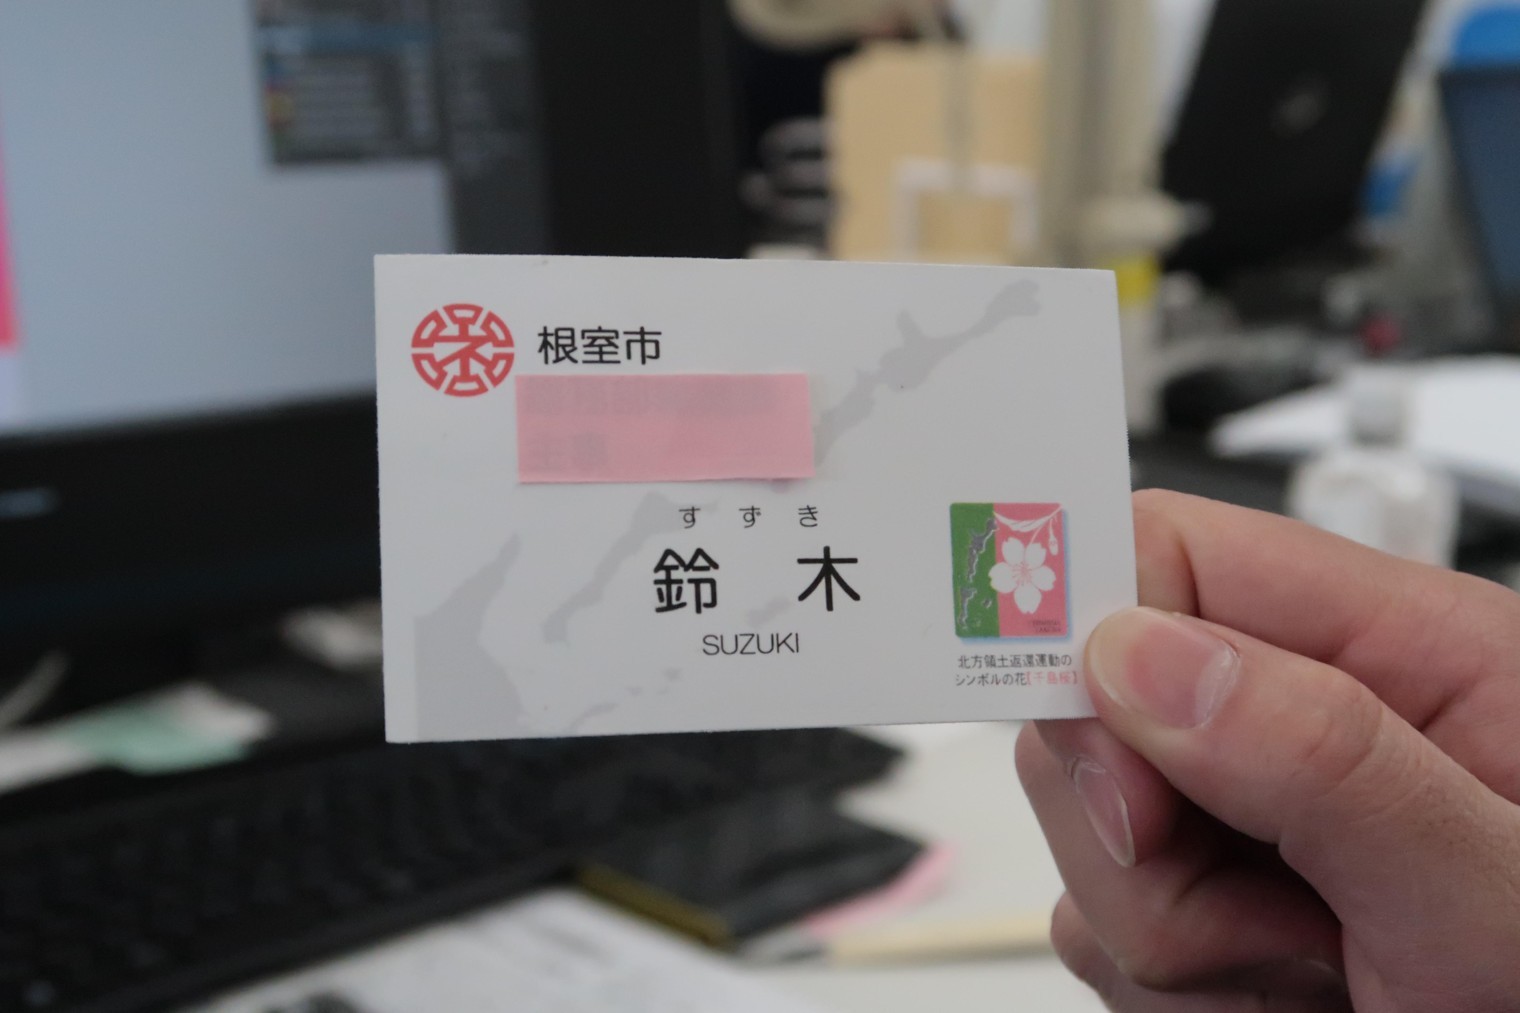 根室市
すずき
鈴木
SUZUKI
北方領土返還運動の
シンボルの花【千島桜】